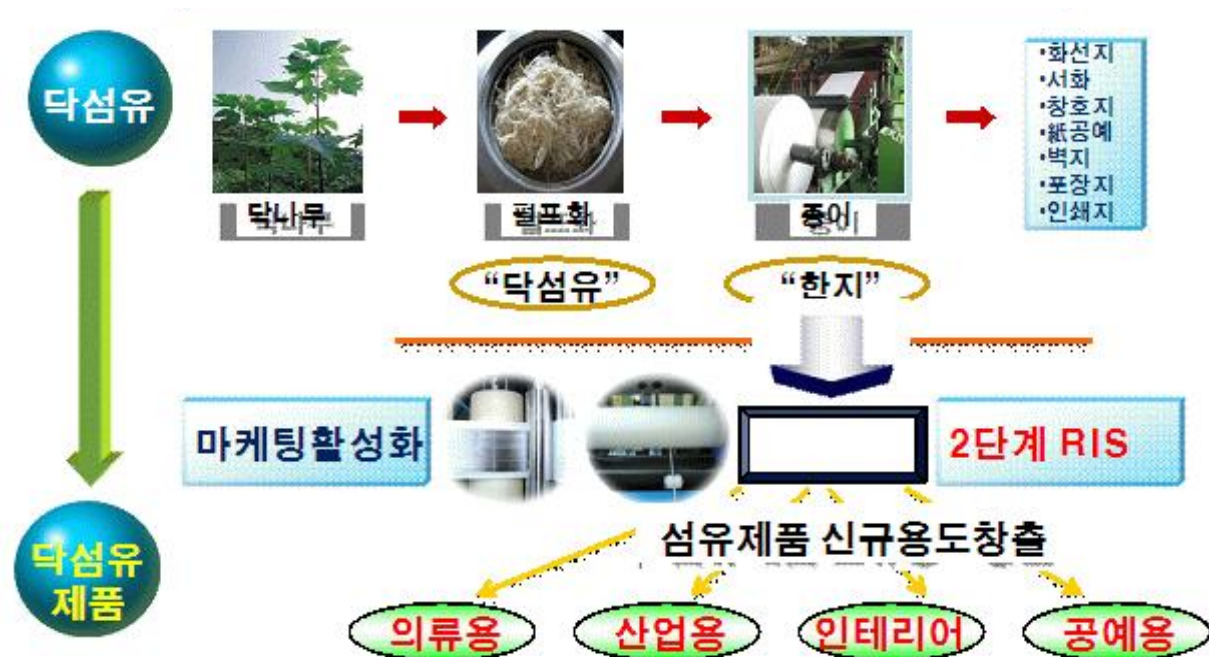 닥섬유
닥나무
펄프화
종이
•화선지
•서화
•창호지
•紙공예
•벽지
•포장지
•인쇄지
“닥섬유”
“한지”
마케팅활성화
2단계 RIS
섬유제품 신규용도창출
닥섬유
제품
의류용
산업용
인테리어
공예용